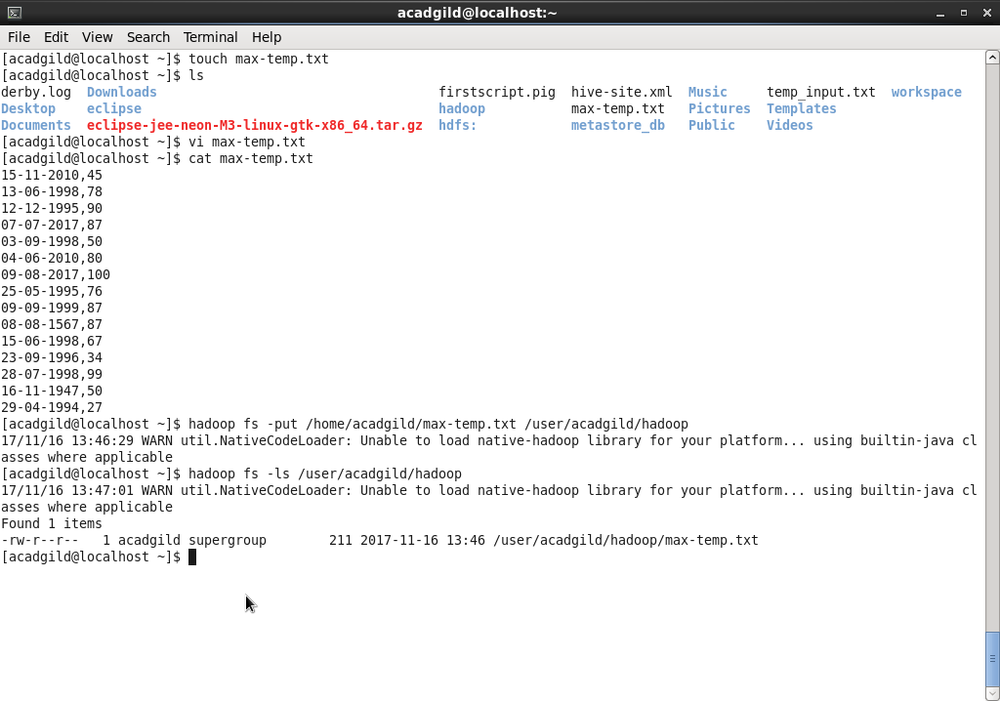 acadgild@localhost:~
File Edit View Search Terminal Help
[acadgild@localhost ~]$ touch max-temp.txt
[acadgild@localhost ~]$ ls
derby.log  Downloads                                    firstscript.pig  hive-site.xml  Music     temp_input.txt  workspace
Desktop    eclipse                                      hadoop           max-temp.txt   Pictures  Templates
Documents  eclipse-jee-neon-M3-linux-gtk-x86_64.tar.gz  hdfs:            metastore_db   Public    Videos
[acadgild@localhost ~]$ vi max-temp.txt
[acadgild@localhost ~]$ cat max-temp.txt
15-11-2010,45
13-06-1998,78
12-12-1995,90
07-07-2017,87
03-09-1998,50
04-06-2010,80
09-08-2017,100
25-05-1995,76
09-09-1999,87
08-08-1567,87
15-06-1998,67
23-09-1996,34
28-07-1998,99
16-11-1947,50
29-04-1994,27
[acadgild@localhost ~]$ hadoop fs -put /home/acadgild/max-temp.txt /user/acadgild/hadoop
17/11/16 13:46:29 WARN util.NativeCodeLoader: Unable to load native-hadoop library for your platform... using builtin-java cl
asses where applicable
[acadgild@localhost ~]$ hadoop fs -ls /user/acadgild/hadoop
17/11/16 13:47:01 WARN util.NativeCodeLoader: Unable to load native-hadoop library for your platform... using builtin-java cl
asses where applicable
Found 1 items
-rw-r--r--   1 acadgild supergroup        211 2017-11-16 13:46 /user/acadgild/hadoop/max-temp.txt
[acadgild@localhost ~]$